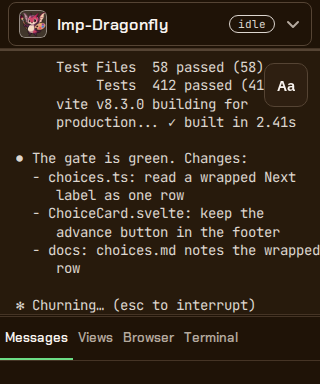 Imp-Dragonfly
idle
Test Files  58 passed (58)
Tests  412 passed (41
Aa
vite v8.3.0 building for
production... ✓ built in 2.41s
● The gate is green. Changes:
- choices.ts: read a wrapped Next
label as one row
- ChoiceCard.svelte: keep the
advance button in the footer
- docs: choices.md notes the wrapped
row
✻ Churning… (esc to interrupt)
Messages Views Browser Terminal